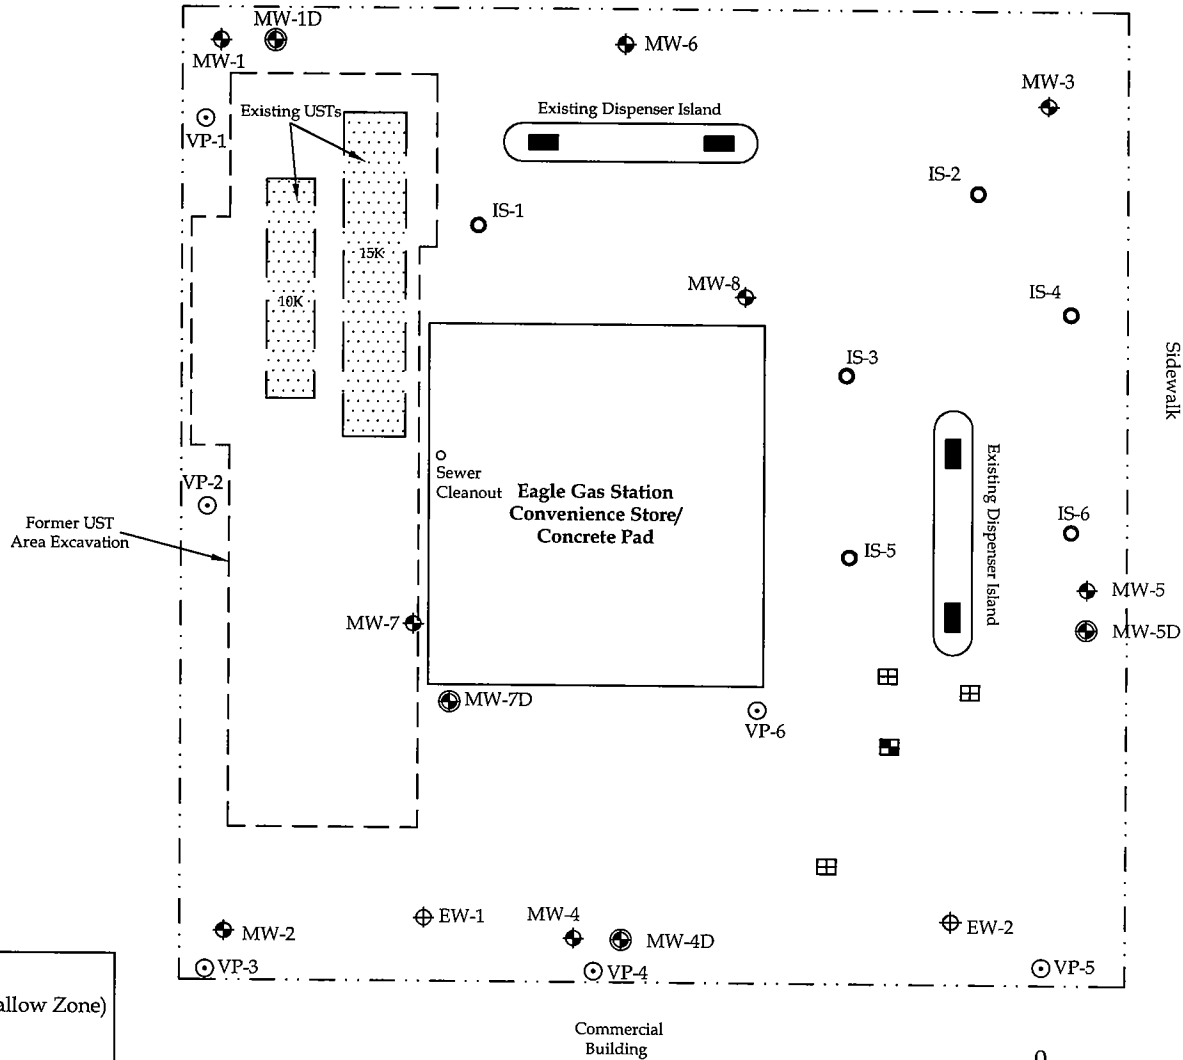 MW-1D
MW-1
MW-6
MW-3
Existing USTs
Existing Dispenser Island
VP-1
IS-2
IS-1
15K
MW-8
IS-4
10K
IS-3
Sidewalk
Sewer
Cleanout
Eagle Gas Station
Convenience Store/
Concrete Pad
Existing Dispenser Island
VP-2
Former UST
Area Excavation
IS-6
IS-5
MW-5
MW-7
MW-5D
MW-7D
VP-6
EW-1
MW-4
MW-2
MW-4D
EW-2
VP-3
VP-4
VP-5
allow Zone)
Commercial
Building
0